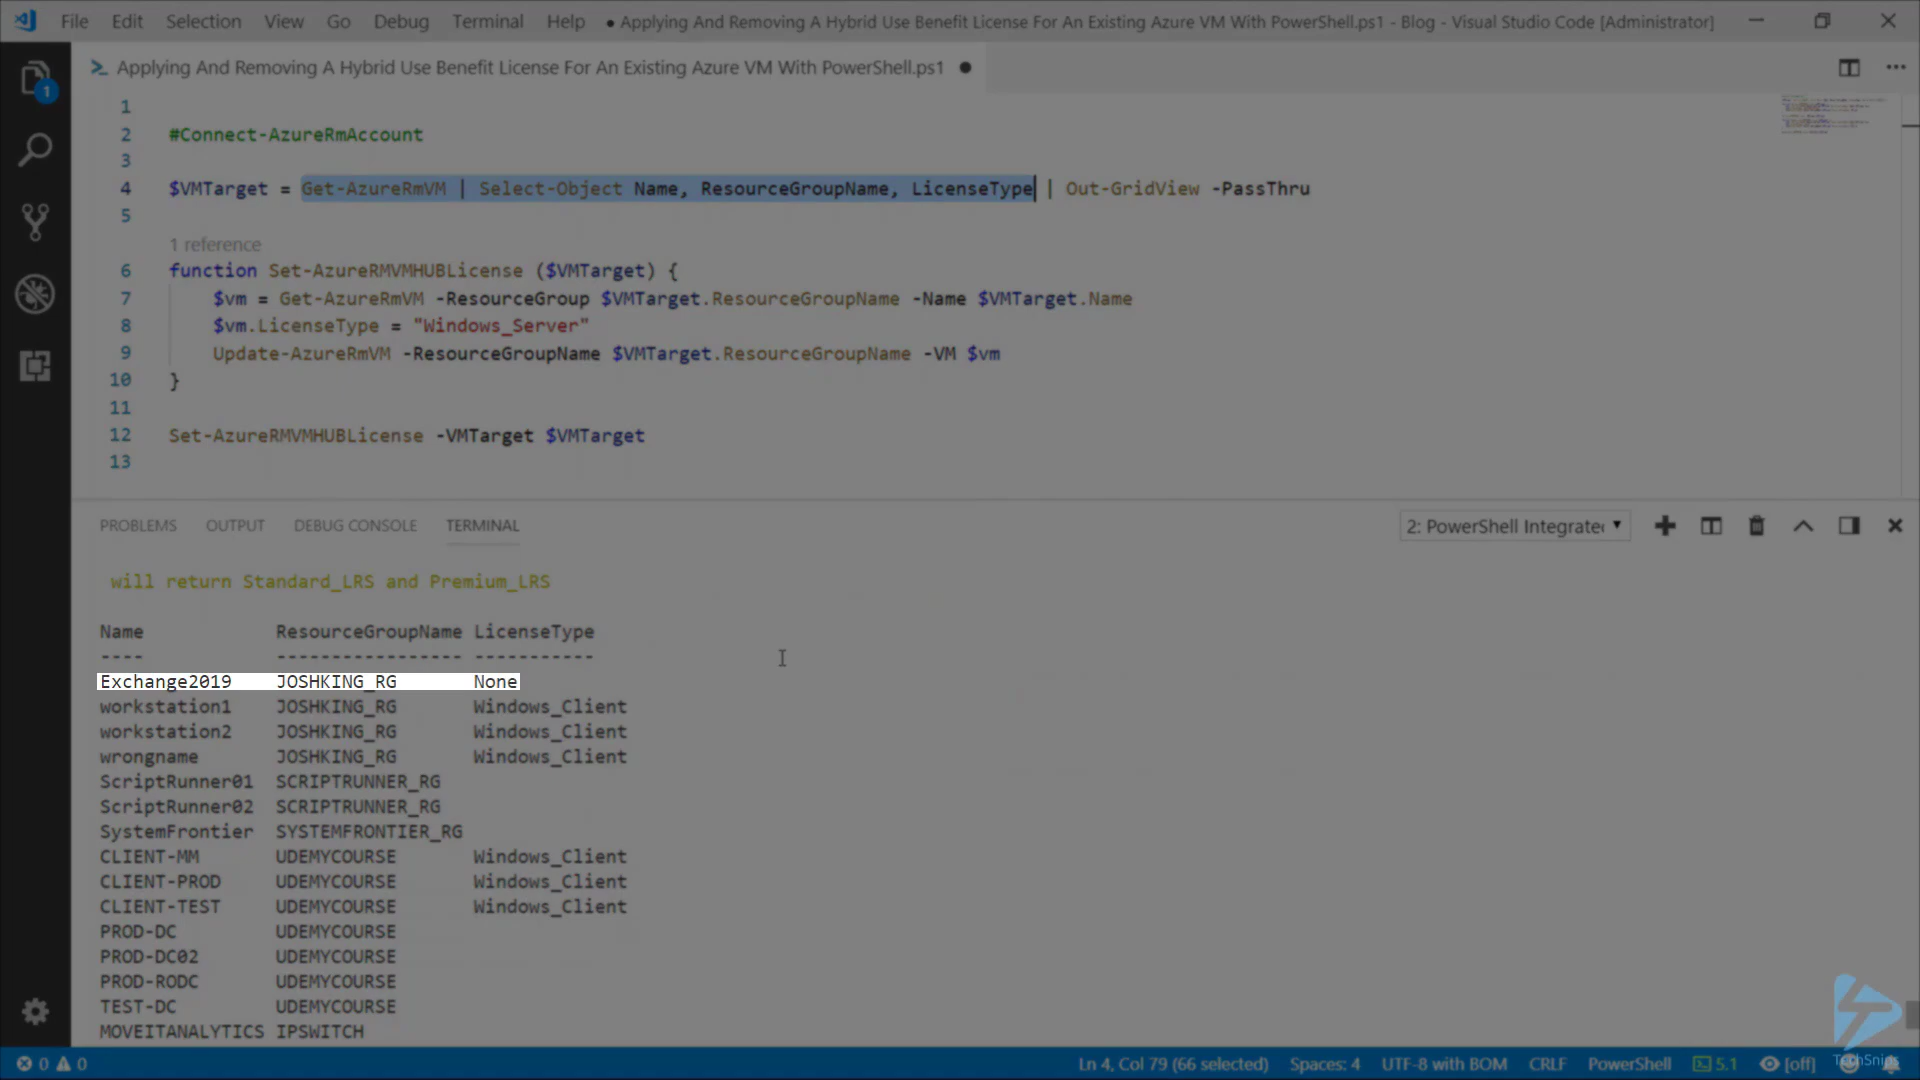 File Edit Selection View Go Debug Terminal Help ● Applying And Removing A Hybrid Use Benefit License For An Existing Azure VM With PowerShell.ps1 - Blog - Visual Studio Code [Administrator]
Applying And Removing A Hybrid Use Benefit License For An Existing Azure VM With PowerShell.ps1 ●
1
1
2 #Connect-AzureRmAccount
3
4 $VMTarget = Get-AzureRmVM | Select-Object Name, ResourceGroupName, LicenseType | Out-GridView -PassThru
5
1 reference
6 function Set-AzureRMVMHUBLicense ($VMTarget) {
7 $vm = Get-AzureRmVM -ResourceGroup $VMTarget.ResourceGroupName -Name $VMTarget.Name
8 $vm.LicenseType = "Windows_Server"
9 Update-AzureRmVM -ResourceGroupName $VMTarget.ResourceGroupName -VM $vm
10 }
11
12 Set-AzureRMVMHUBLicense -VMTarget $VMTarget
13
PROBLEMS OUTPUT DEBUG CONSOLE TERMINAL 2: PowerShell Integrate
will return Standard_LRS and Premium_LRS
Name ResourceGroupName LicenseType
---- ----------------- -----------
Exchange2019 JOSHKING_RG None
workstation1 JOSHKING_RG Windows_Client
workstation2 JOSHKING_RG Windows_Client
wrongname JOSHKING_RG Windows_Client
ScriptRunner01 SCRIPTRUNNER_RG
ScriptRunner02 SCRIPTRUNNER_RG
SystemFrontier SYSTEMFRONTIER_RG
CLIENT-MM UDEMYCOURSE Windows_Client
CLIENT-PROD UDEMYCOURSE Windows_Client
CLIENT-TEST UDEMYCOURSE Windows_Client
PROD-DC UDEMYCOURSE
PROD-DC02 UDEMYCOURSE
PROD-RODC UDEMYCOURSE
TEST-DC UDEMYCOURSE
MOVEITANALYTICS IPSWITCH
0 0 Ln 4, Col 79 (66 selected) Spaces: 4 UTF-8 with BOM CRLF PowerShell 5.1 [off]
TechSnips